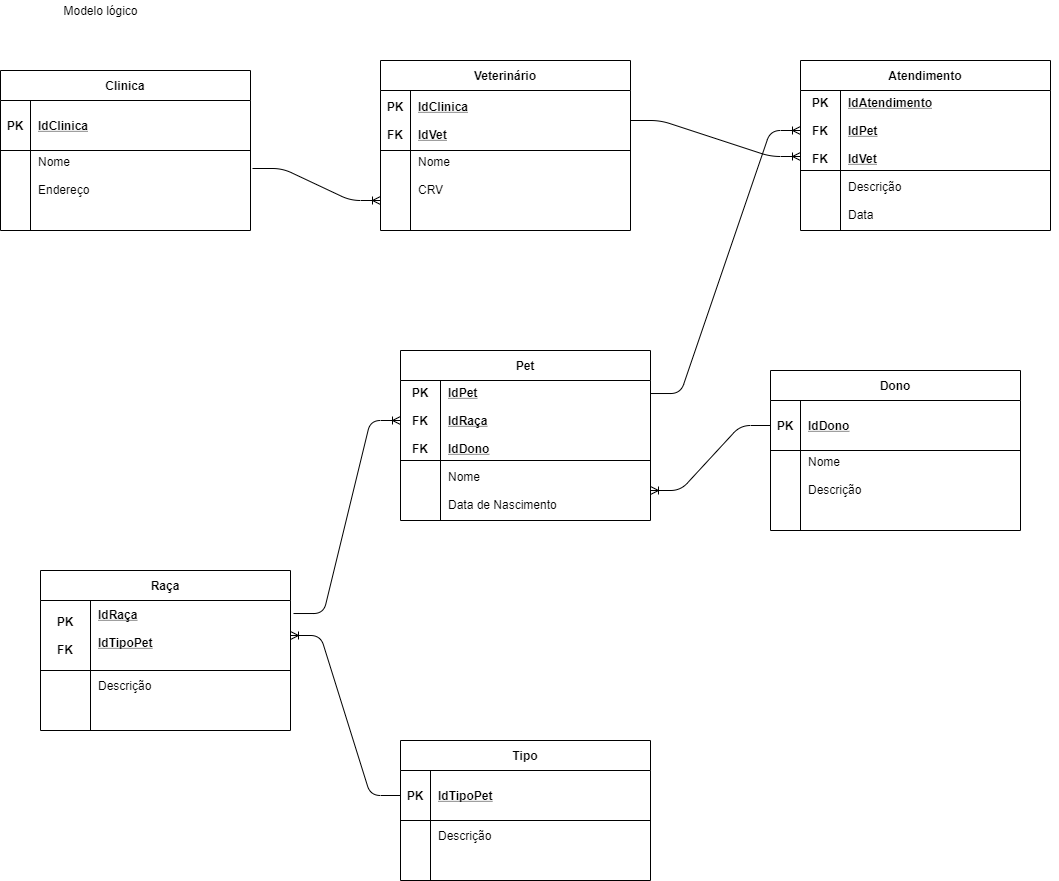 Modelo lógico
Clinica
PK IdClinica
Nome
Endereço
Veterinário
PK IdClinica
FK IdVet
Nome
CRV
Atendimento
PK IdAtendimento
FK IdPet
FK IdVet
Descrição
Data
Pet
PK IdPet
FK IdRaça
FK IdDono
Nome
Data de Nascimento
Dono
PK IdDono
Nome
Descrição
Raça
PK IdRaça
FK IdTipoPet
Descrição
Tipo
PK IdTipoPet
Descrição